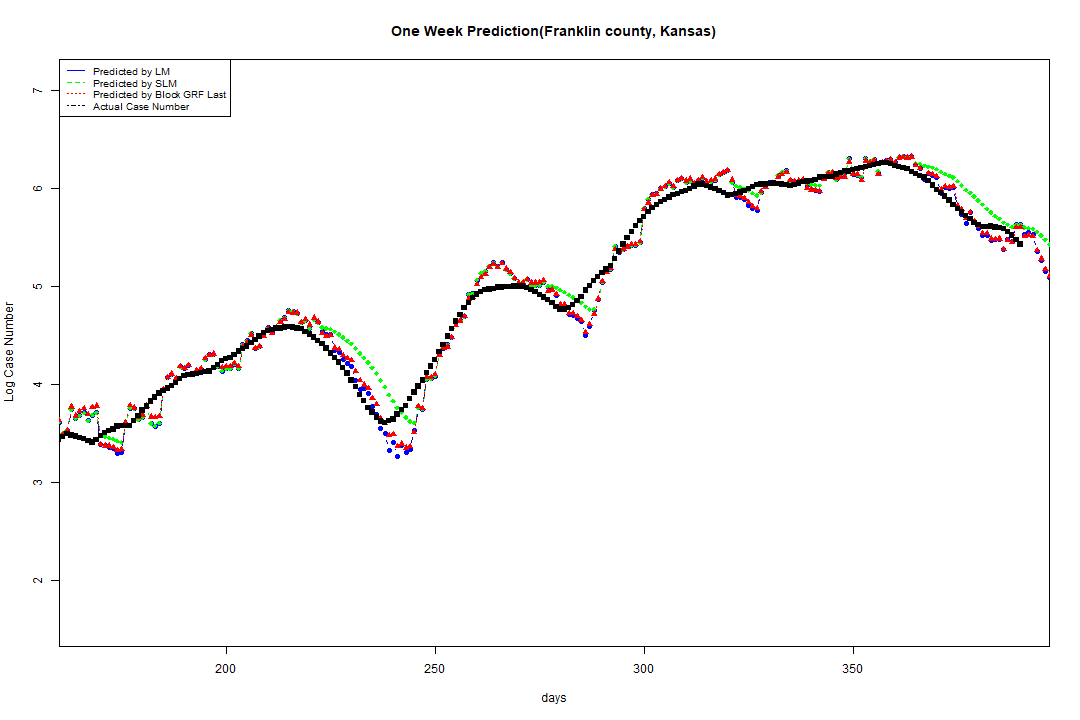 One Week Prediction(Franklin county, Kansas)
Predicted by LM
Predicted by SLM
Predicted by Block GRF Last
Actual Case Number
7
6
5
4
3
2
Log Case Number
200
250
300
350
days